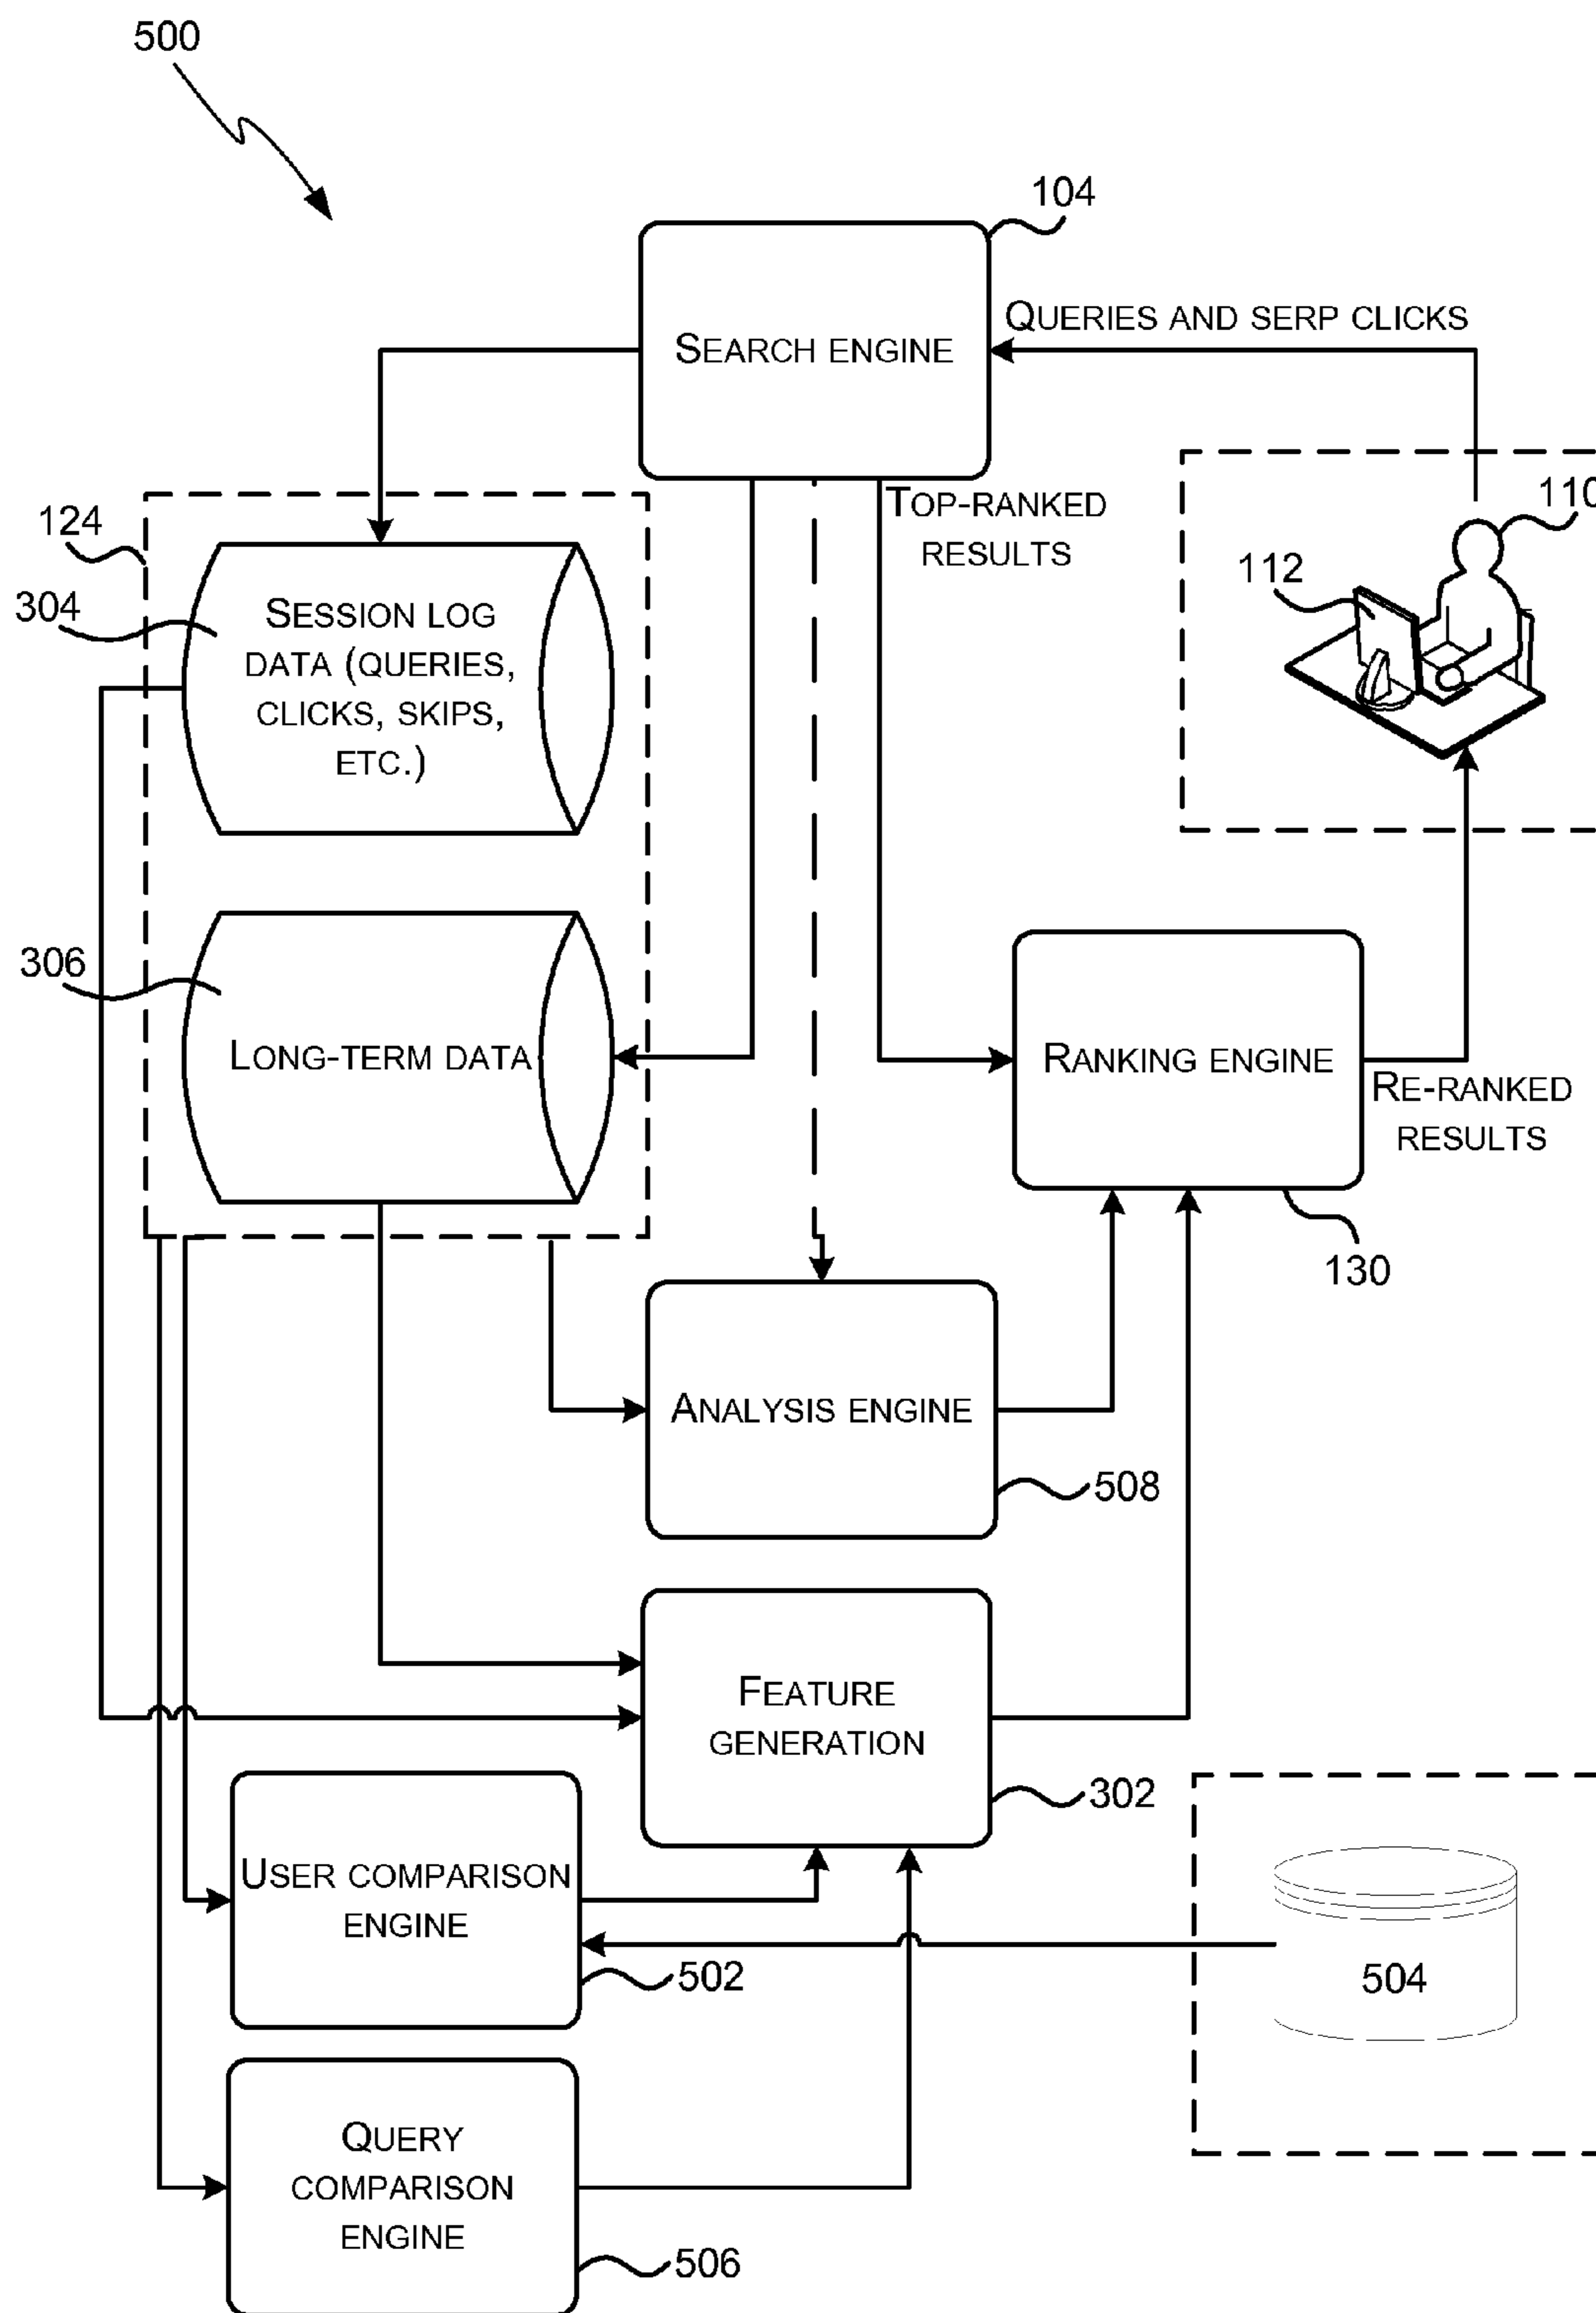 500
104
QUERIES AND SERP CLICKS
SEARCH ENGINE
TOP-RANKED
RESULTS
110
112
124
304
SESSION LOG
DATA (QUERIES,
CLICKS, SKIPS,
ETC.)
306
LONG-TERM DATA
RANKING ENGINE
RE-RANKED
RESULTS
130
ANALYSIS ENGINE
508
FEATURE
GENERATION
302
USER COMPARISON
ENGINE
502
504
QUERY
COMPARISON
ENGINE
506